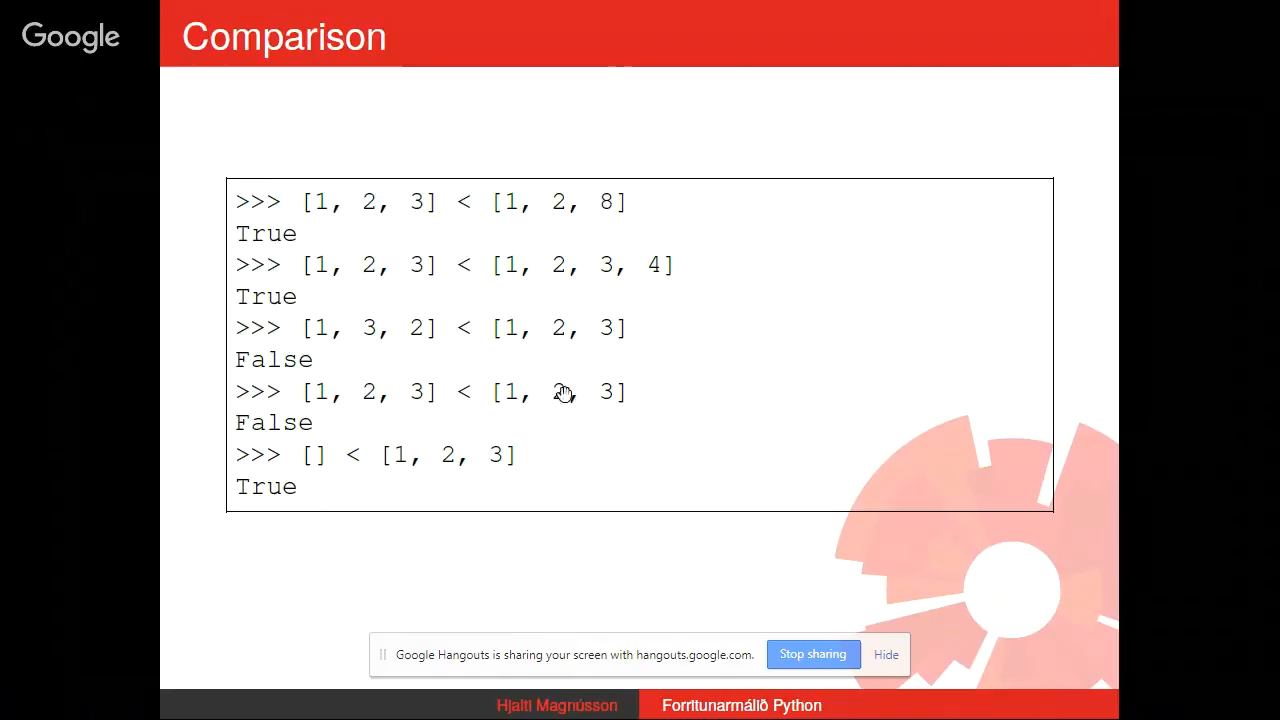 Google
Comparison
>>> [1, 2, 3] < [1, 2, 8]
True
>>> [1, 2, 3] < [1, 2, 3, 4]
True
>>> [1, 3, 2] < [1, 2, 3]
False
>>> [1, 2, 3] < [1, 2, 3]
False
>>> [] < [1, 2, 3]
True
Google Hangouts is sharing your screen with hangouts.google.com. Stop sharing Hide
Hjalti Magnússon Forritunarmálið Python